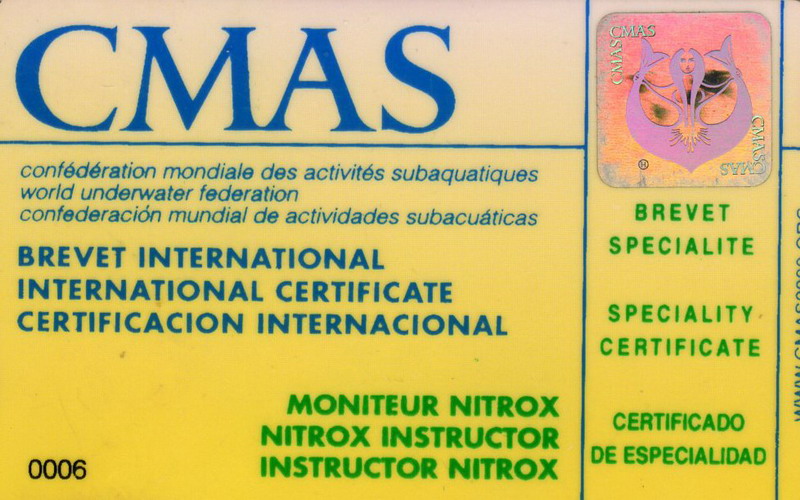 CMAS
confédération mondiale des activités subaquatiques
world underwater federation
confederación mundial de actividades subacuáticas
BREVET INTERNATIONAL
INTERNATIONAL CERTIFICATE
CERTIFICACION INTERNACIONAL
MONITEUR NITROX
NITROX INSTRUCTOR
INSTRUCTOR NITROX
0006
CMAS
CMAS
CMAS
CMAS
BREVET
SPECIALITE
SPECIALITY
CERTIFICATE
CERTIFICADO
DE ESPECIALIDAD